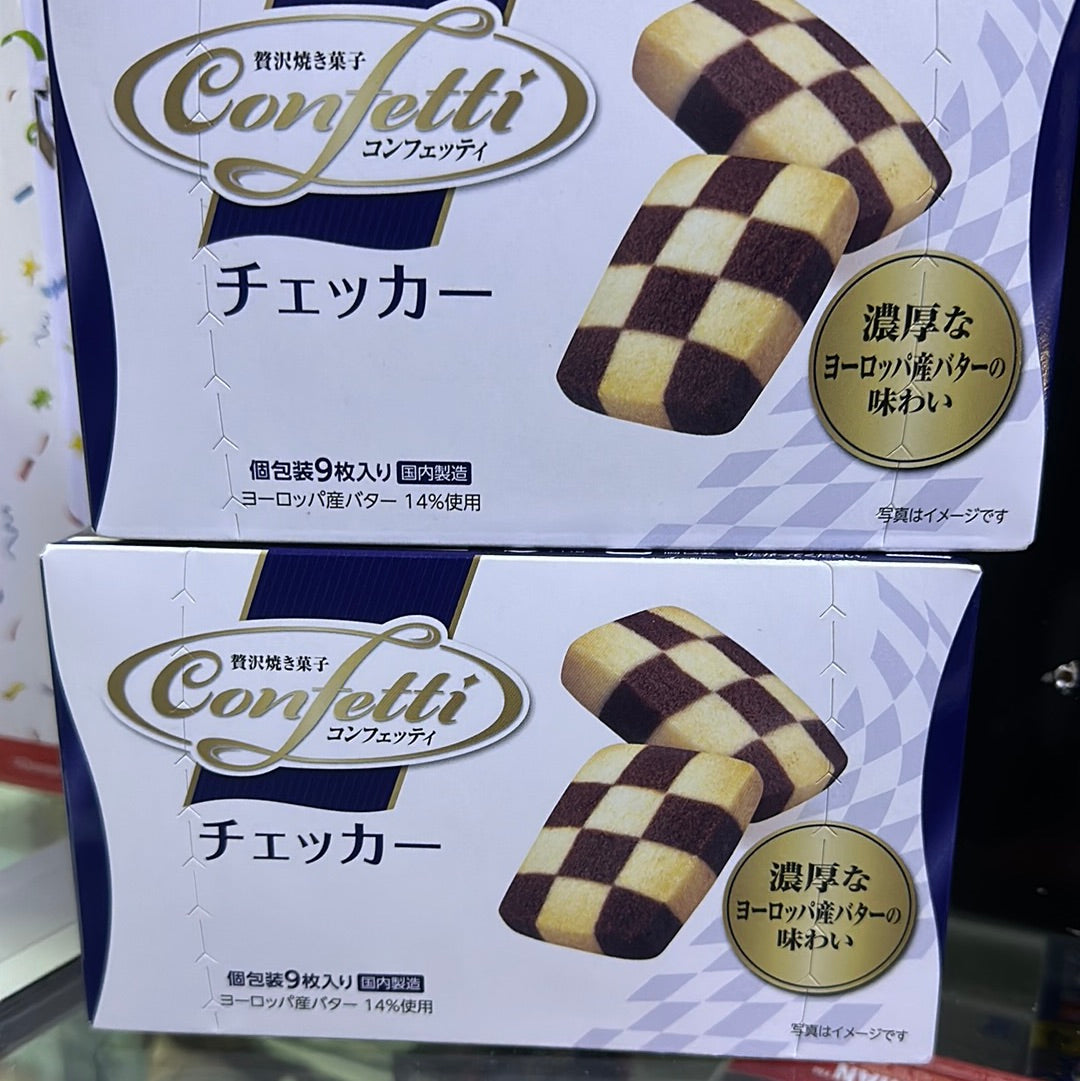 贅沢焼き菓子
Confetti
コンフェッティ
チェッカー
濃厚な
ヨーロッパ産バターの
味わい
個包装9枚入り 国内製造
ヨーロッパ産バター 14%使用
写真はイメージです
贅沢焼き菓子
Confetti
コンフェッティ
チェッカー
濃厚な
ヨーロッパ産バターの
味わい
個包装9枚入り 国内製造
ヨーロッパ産バター 14%使用
写真はイメージです